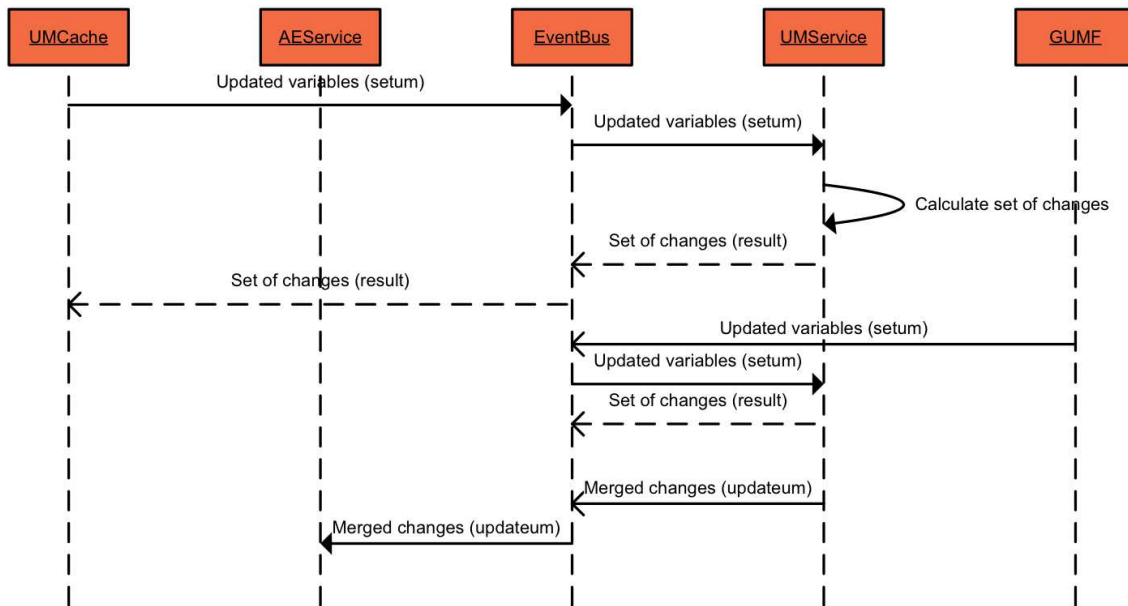 UMCache
AEService
EventBus
UMService
GUMF
Updated variables (setum)
Updated variables (setum)
Calculate set of changes
Set of changes (result)
Set of changes (result)
Updated variables (setum)
Updated variables (setum)
Set of changes (result)
Merged changes (updateum)
Merged changes (updateum)